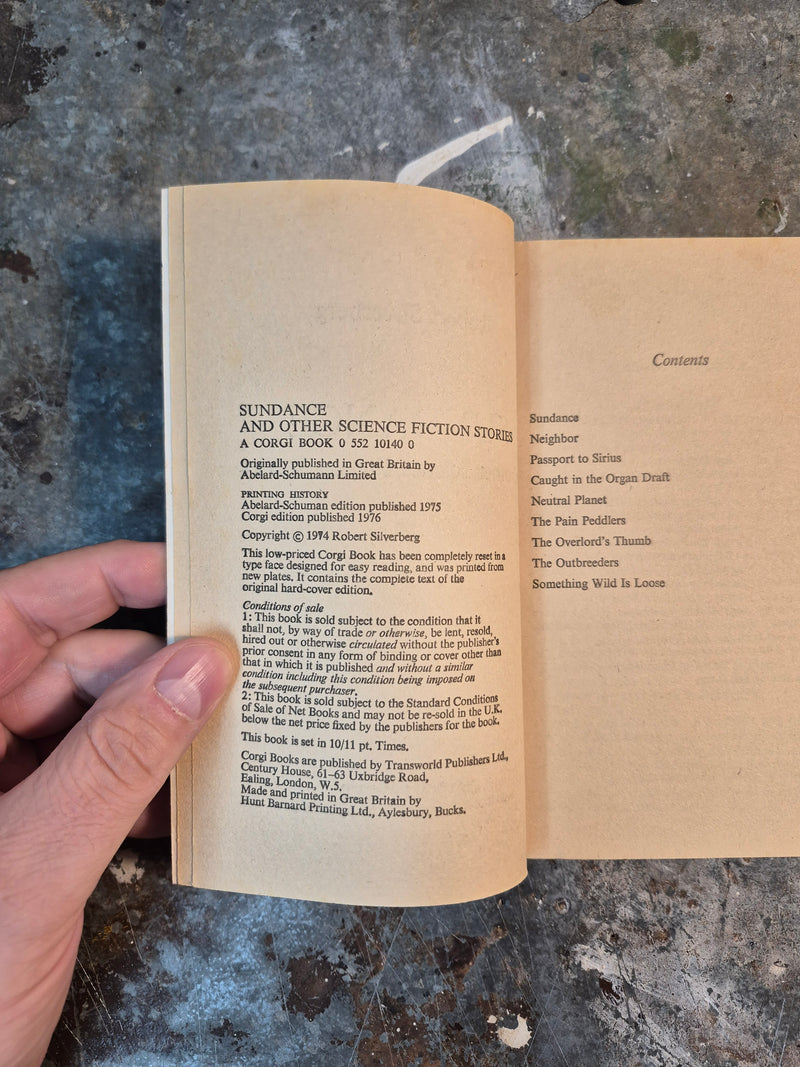 SUNDANCE
AND OTHER SCIENCE FICTION STORIES
A CORGI BOOK 0 552 10140 0
Originally published in Great Britain by
Abelard-Schumann Limited
PRINTING HISTORY
Abelard-Schuman edition published 1975
Corgi edition published 1976
Copyright © 1974 Robert Silverberg
This low-priced Corgi Book has been completely reset in a
type face designed for easy reading, and was printed from
new plates. It contains the complete text of the
original hard-cover edition.
Conditions of sale
1: This book is sold subject to the condition that it
shall not, by way of trade or otherwise, be lent, resold,
hired out or otherwise circulated without the publisher's
prior consent in any form of binding or cover other than
that in which it is published and without a similar
condition including this condition being imposed on
the subsequent purchaser.
2: This book is sold subject to the Standard Conditions
of Sale of Net Books and may not be re-sold in the U.K.
below the net price fixed by the publishers for the book.
This book is set in 10/11 pt. Times.
Corgi Books are published by Transworld Publishers Ltd.,
Century House, 61–63 Uxbridge Road,
Ealing, London, W.5.
Made and printed in Great Britain by
Hunt Barnard Printing Ltd., Aylesbury, Bucks.
Contents
Sundance
Neighbor
Passport to Sirius
Caught in the Organ Draft
Neutral Planet
The Pain Peddlers
The Overlord's Thumb
The Outbreeders
Something Wild Is Loose